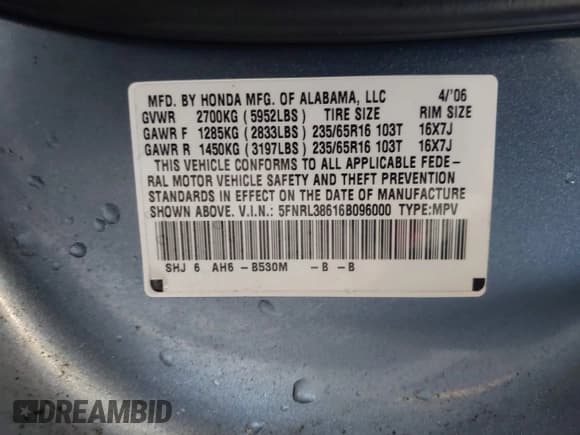 MFD. BY HONDA MFG. OF ALABAMA, LLC 4/'06
GVWR 2700KG (5952LBS) TIRE SIZE RIM SIZE
GAWR F 1285KG (2833LBS) 235/65R16 103T 16X7J
GAWR R 1450KG (3197LBS) 235/65R16 103T 16X7J
THIS VEHICLE CONFORMS TO ALL APPLICABLE FEDE-
RAL MOTOR VEHICLE SAFETY AND THEFT PREVENTION
STANDARDS IN EFFECT ON THE DATE OF MANUFACTURE
SHOWN ABOVE. V.I.N.: 5FNRL38616B096000 TYPE:MPV
SHJ 6 AH6 -B530M -B -B
DREAMBID